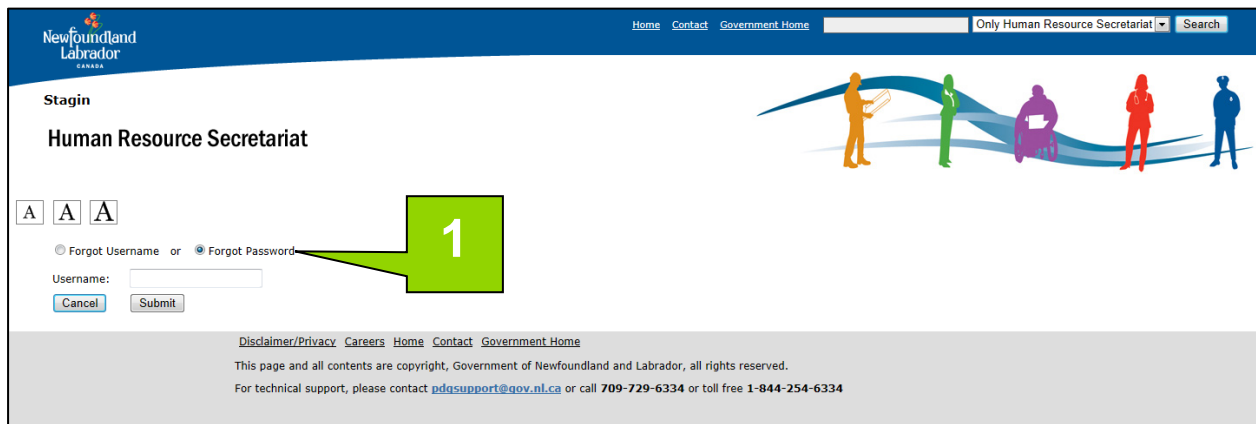 Newfoundland
Labrador
CANADA
Home Contact Government Home
Only Human Resource Secretariat
Search
Stagin
Human Resource Secretariat
A A A
1
Forgot Username or Forgot Password
Username:
Cancel Submit
Disclaimer/Privacy Careers Home Contact Government Home
This page and all contents are copyright, Government of Newfoundland and Labrador, all rights reserved.
For technical support, please contact pdqsupport@gov.nl.ca or call 709-729-6334 or toll free 1-844-254-6334